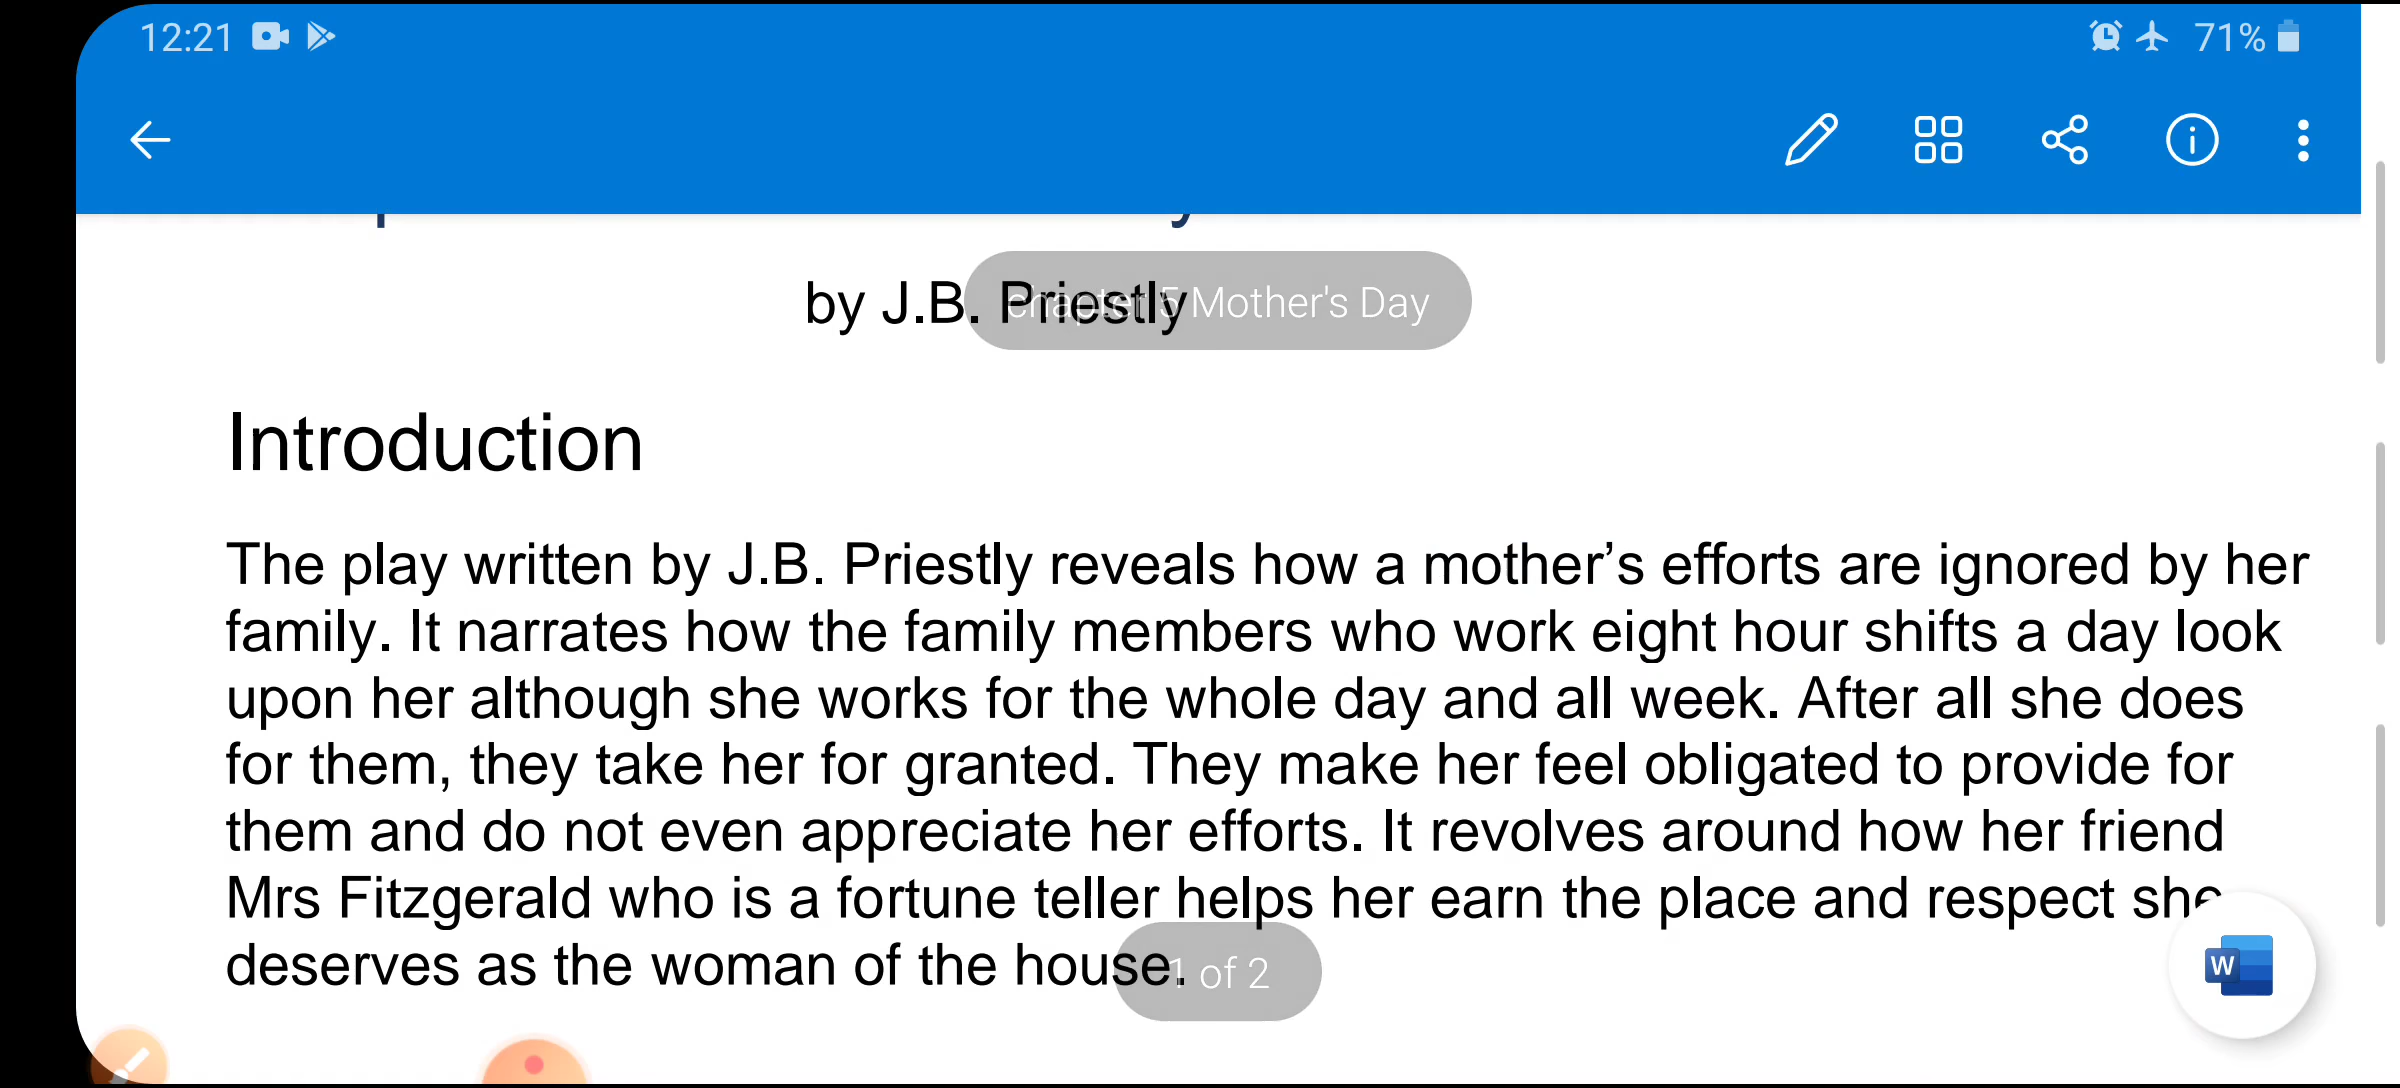 12:21 71%
by J.B. Priestly
chapter 5 Mother's Day
Introduction
The play written by J.B. Priestly reveals how a mother’s efforts are ignored by her
family. It narrates how the family members who work eight hour shifts a day look
upon her although she works for the whole day and all week. After all she does
for them, they take her for granted. They make her feel obligated to provide for
them and do not even appreciate her efforts. It revolves around how her friend
Mrs Fitzgerald who is a fortune teller helps her earn the place and respect she
deserves as the woman of the house.
1 of 2
W